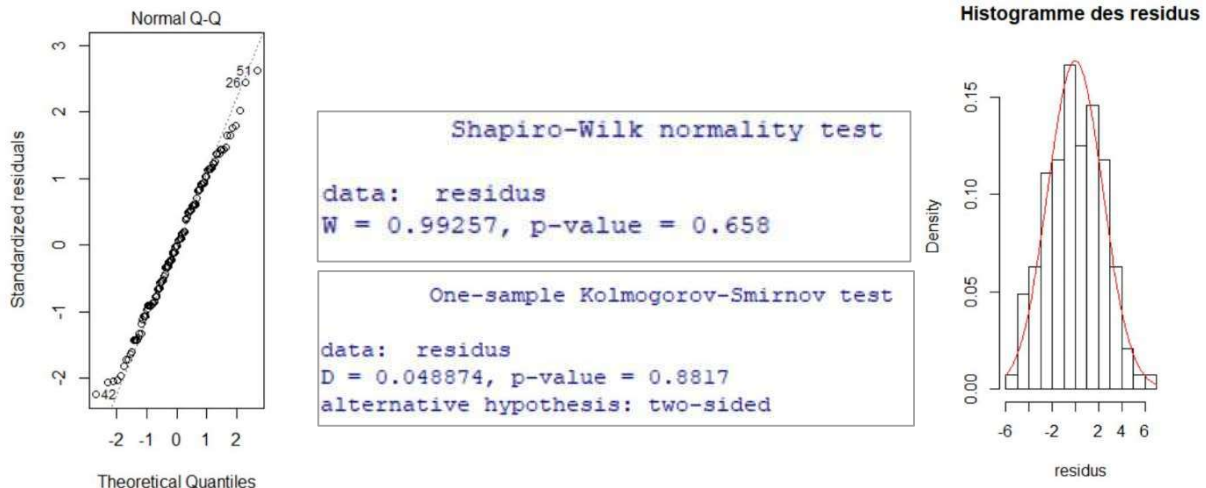 Normal Q-Q
Standardized residuals
3
2
1
0
-1
-2
51
26
42
-2 -1 0 1 2
Theoretical Quantiles
Shapiro-Wilk normality test
data: residus
W = 0.99257, p-value = 0.658
One-sample Kolmogorov-Smirnov test
data: residus
D = 0.048874, p-value = 0.8817
alternative hypothesis: two-sided
Histogramme des residus
Density
0.15
0.10
0.05
0.00
-6 -2 2 4 6
residus